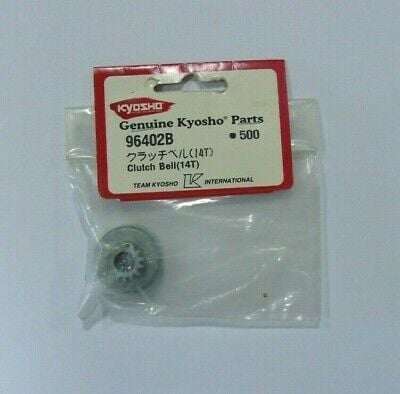 KYOSHO
Genuine Kyosho® Parts
96402B ●500
クラッチベル(14T)
Clutch Bell(14T)
TEAM KYOSHO K INTERNATIONAL